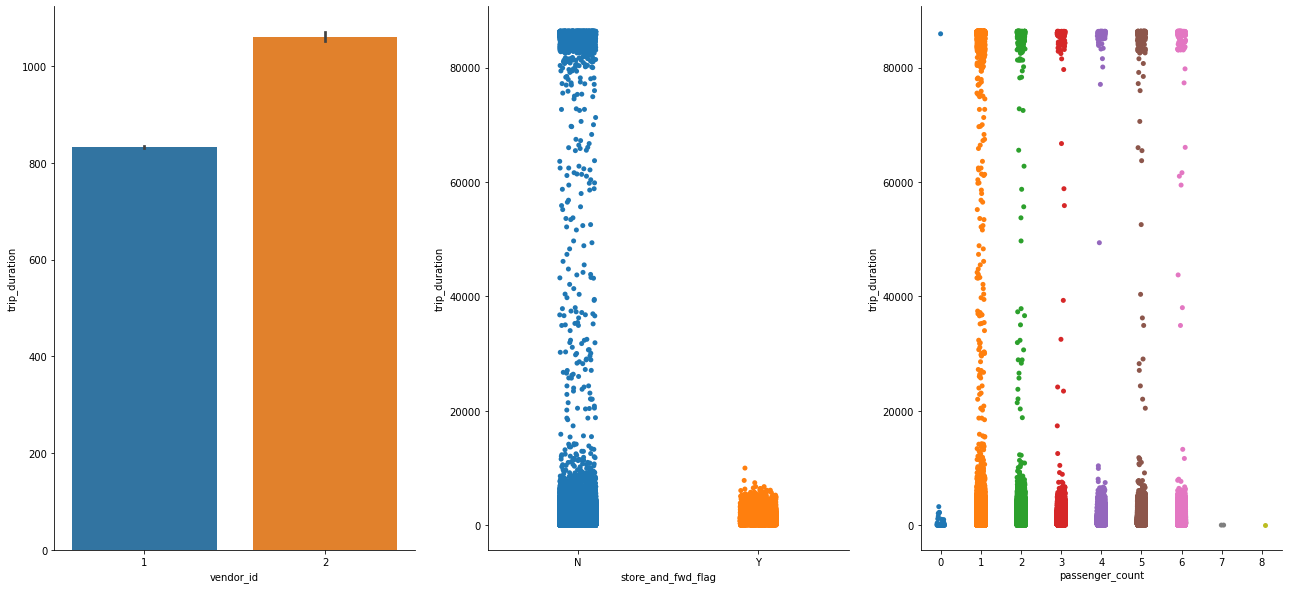 trip_duration
1000
800
600
400
200
0
1 2
vendor_id
trip_duration
80000
60000
40000
20000
0
N Y
store_and_fwd_flag
trip_duration
80000
60000
40000
20000
0
0 1 2 3 4 5 6 7 8
passenger_count